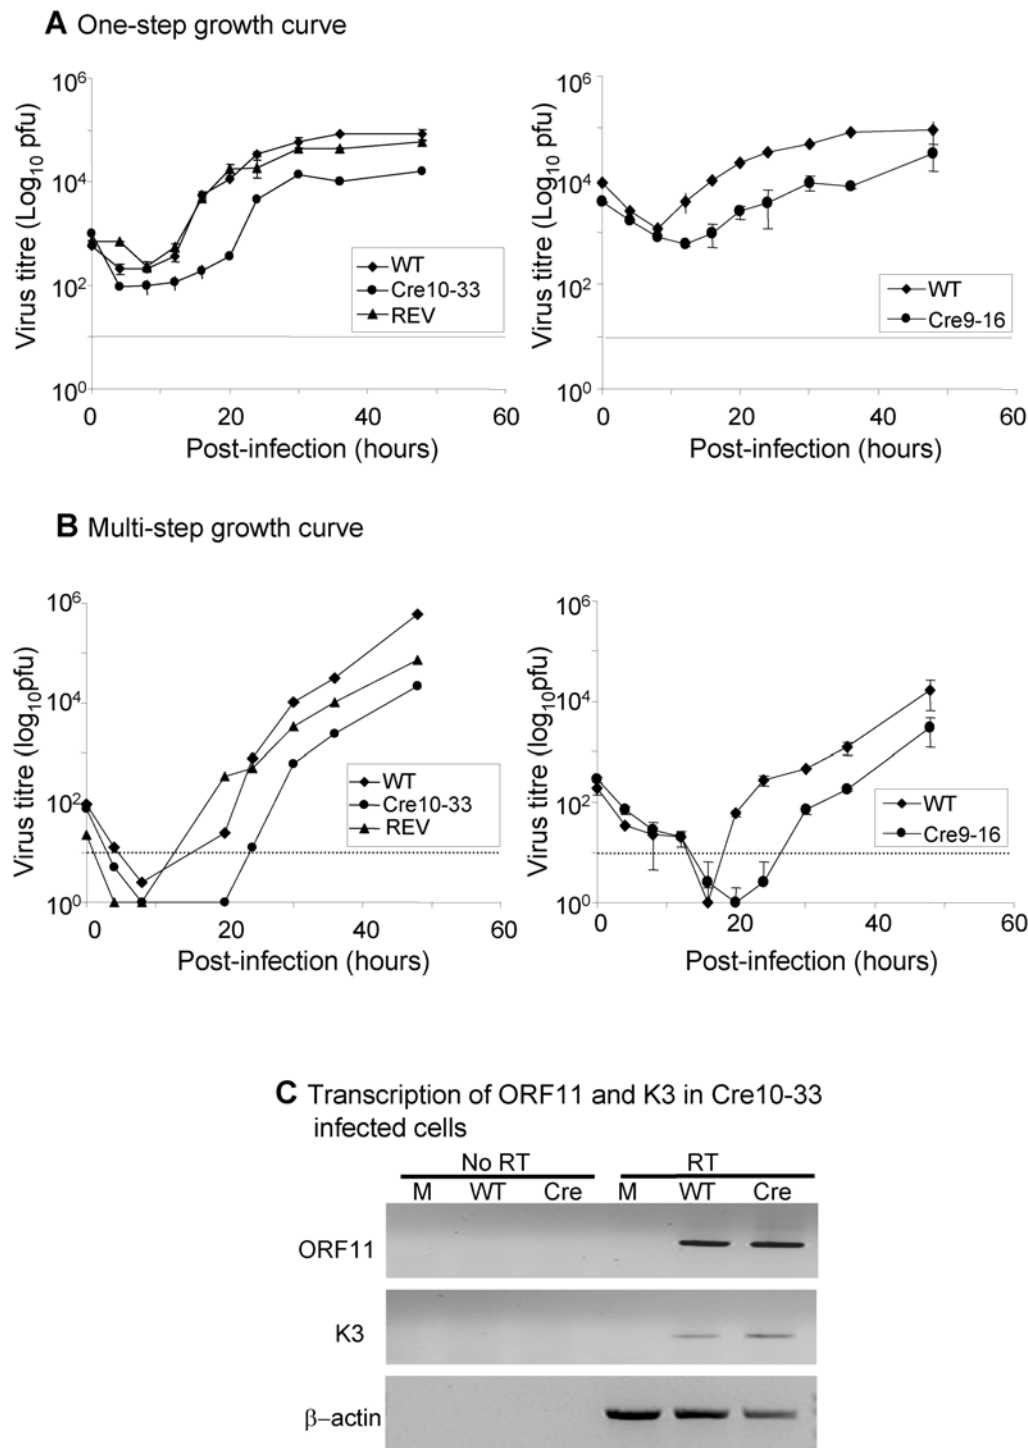 A One-step growth curve
Virus titre (Log10 pfu)
10^6
10^4
10^2
10^0
0 20 40 60
Post-infection (hours)
WT
Cre10-33
REV
Virus titre (Log10 pfu)
10^6
10^4
10^2
10^0
0 20 40 60
Post-infection (hours)
WT
Cre9-16
B Multi-step growth curve
Virus titre (log10pfu)
10^6
10^4
10^2
10^0
0 20 40 60
Post-infection (hours)
WT
Cre10-33
REV
Virus titre (log10pfu)
10^6
10^4
10^2
10^0
0 20 40 60
Post-infection (hours)
WT
Cre9-16
C Transcription of ORF11 and K3 in Cre10-33
infected cells
No RT RT
M WT Cre M WT Cre
ORF11
K3
β–actin